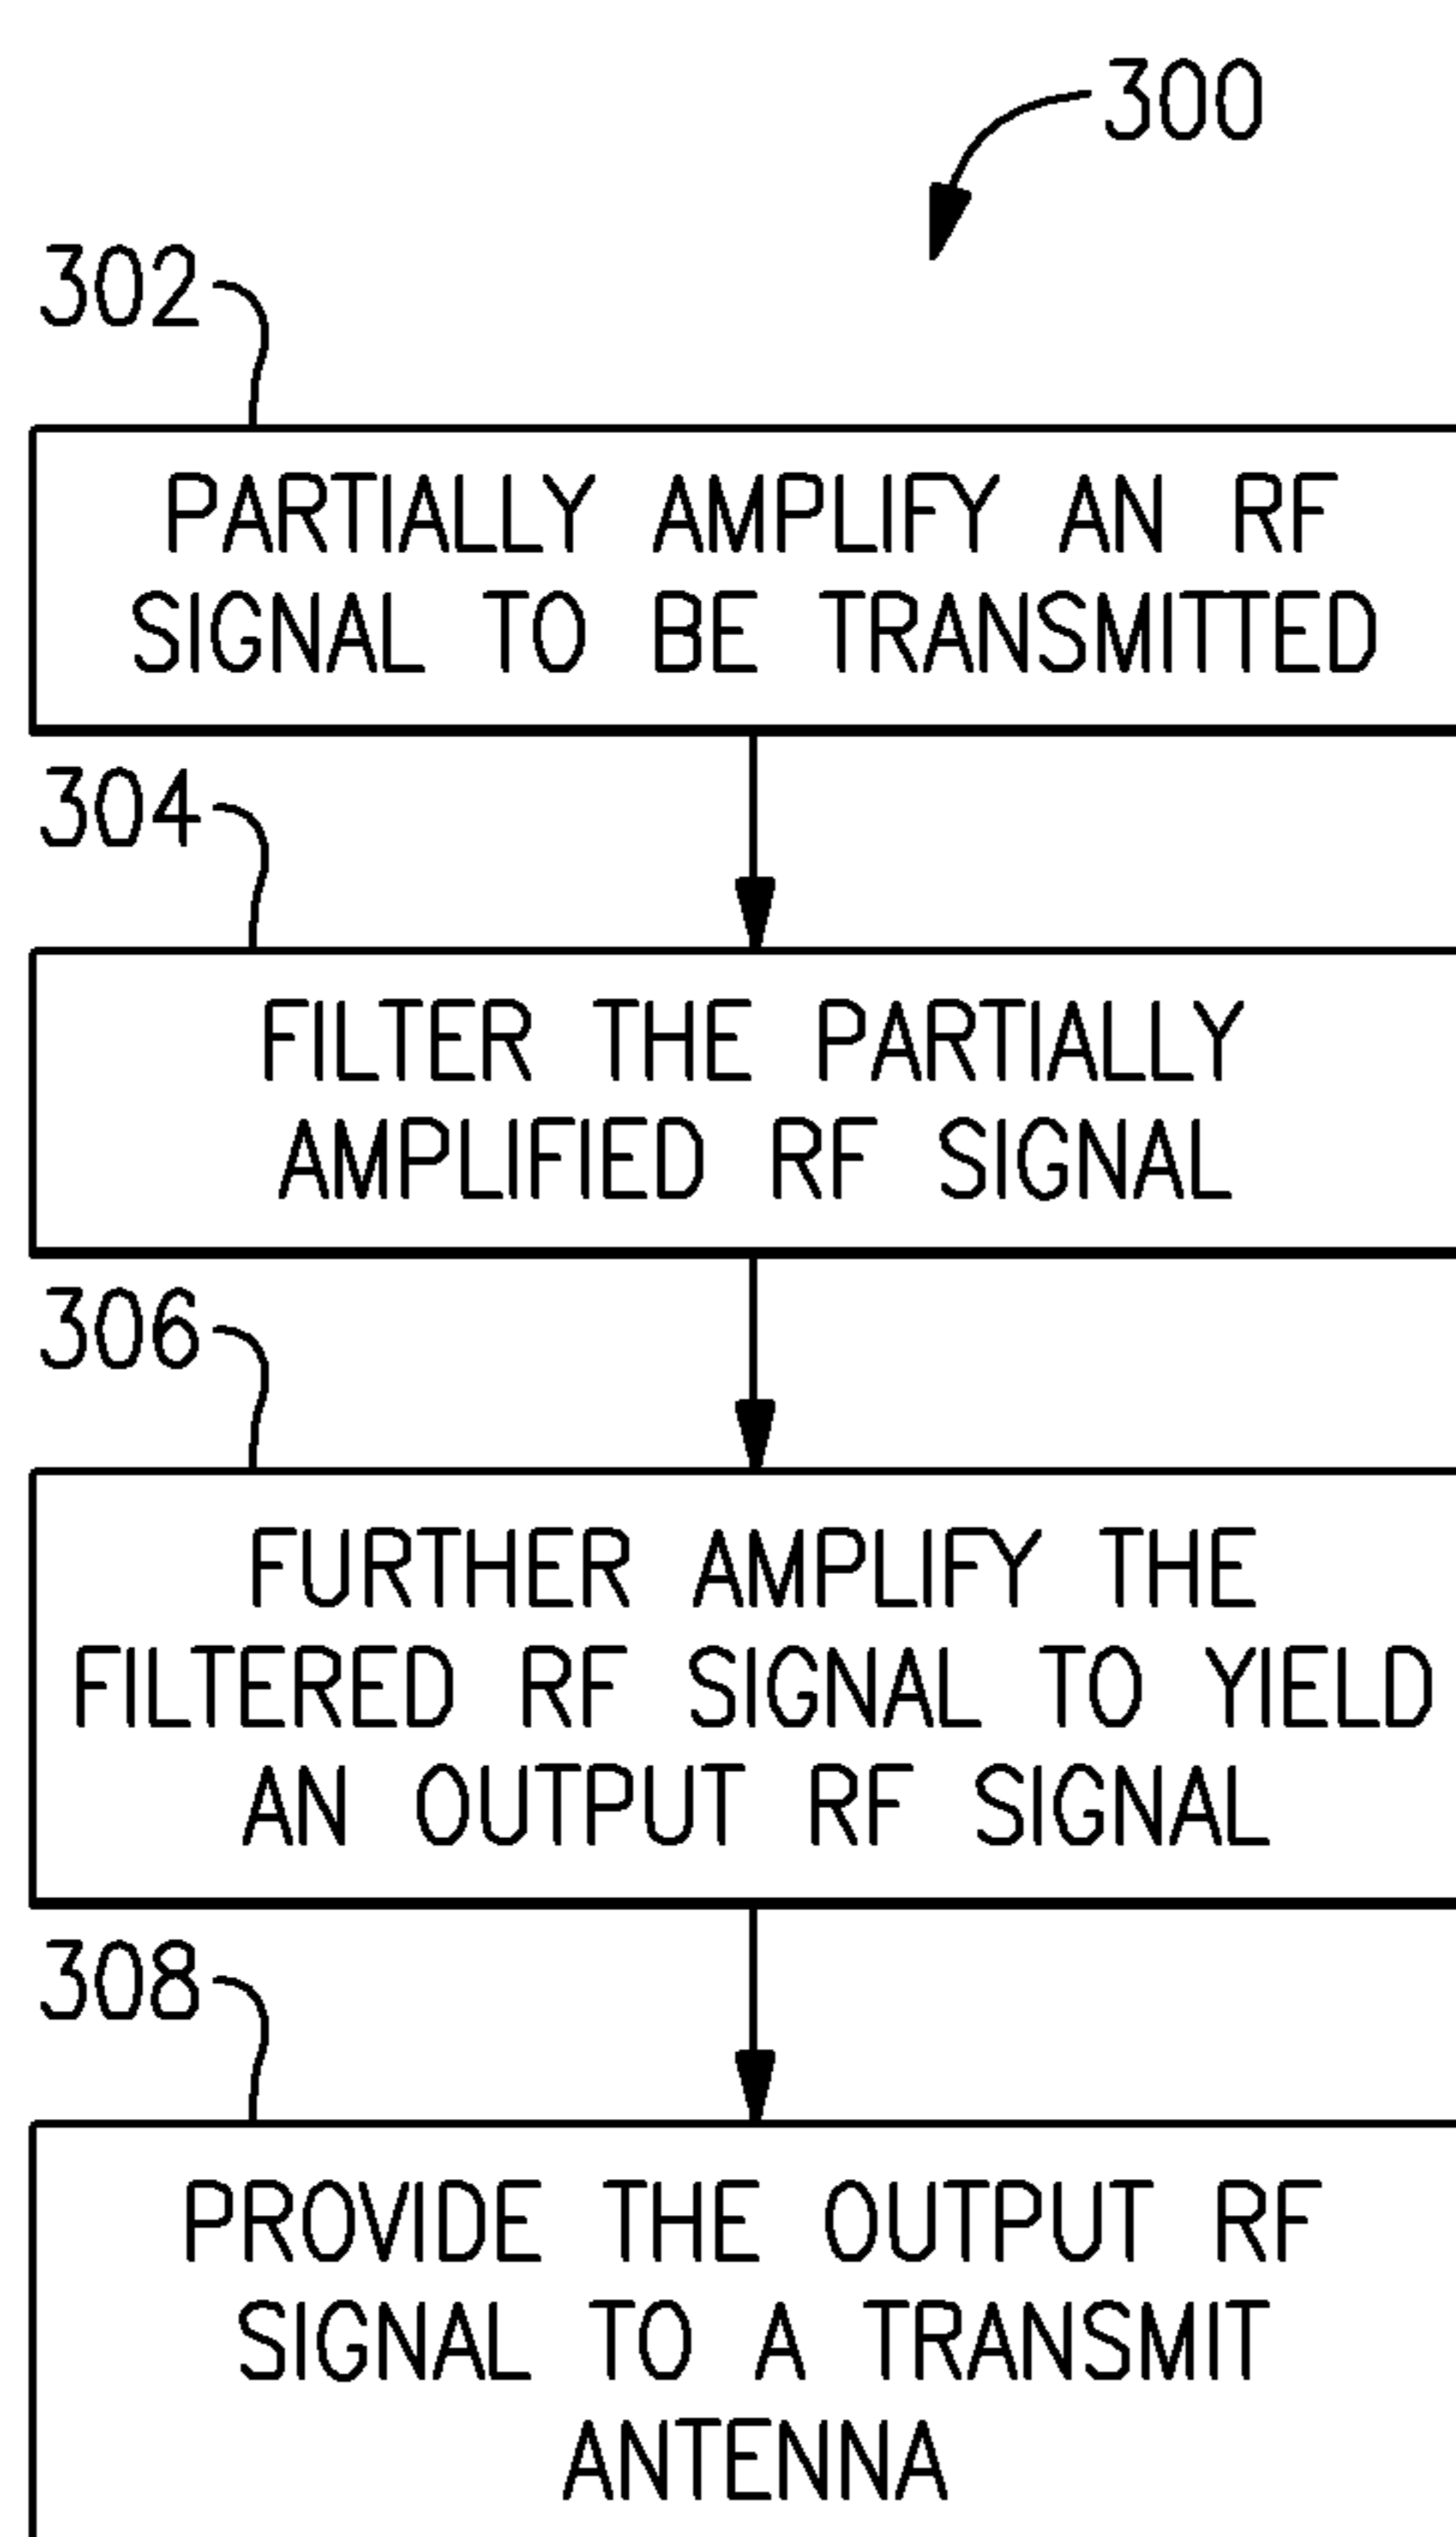 300
302
PARTIALLY AMPLIFY AN RF
SIGNAL TO BE TRANSMITTED
304
FILTER THE PARTIALLY
AMPLIFIED RF SIGNAL
306
FURTHER AMPLIFY THE
FILTERED RF SIGNAL TO YIELD
AN OUTPUT RF SIGNAL
308
PROVIDE THE OUTPUT RF
SIGNAL TO A TRANSMIT
ANTENNA